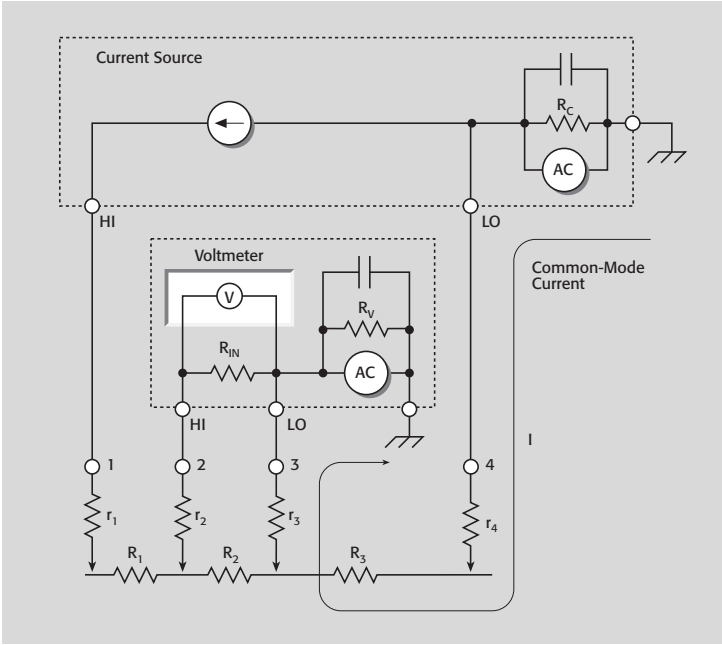 Current Source
R_C
AC
HI
LO
Voltmeter
V
Common-Mode
Current
R_V
R_IN
AC
HI
LO
I
1
2
3
4
r_1
r_2
r_3
r_4
R_1
R_2
R_3